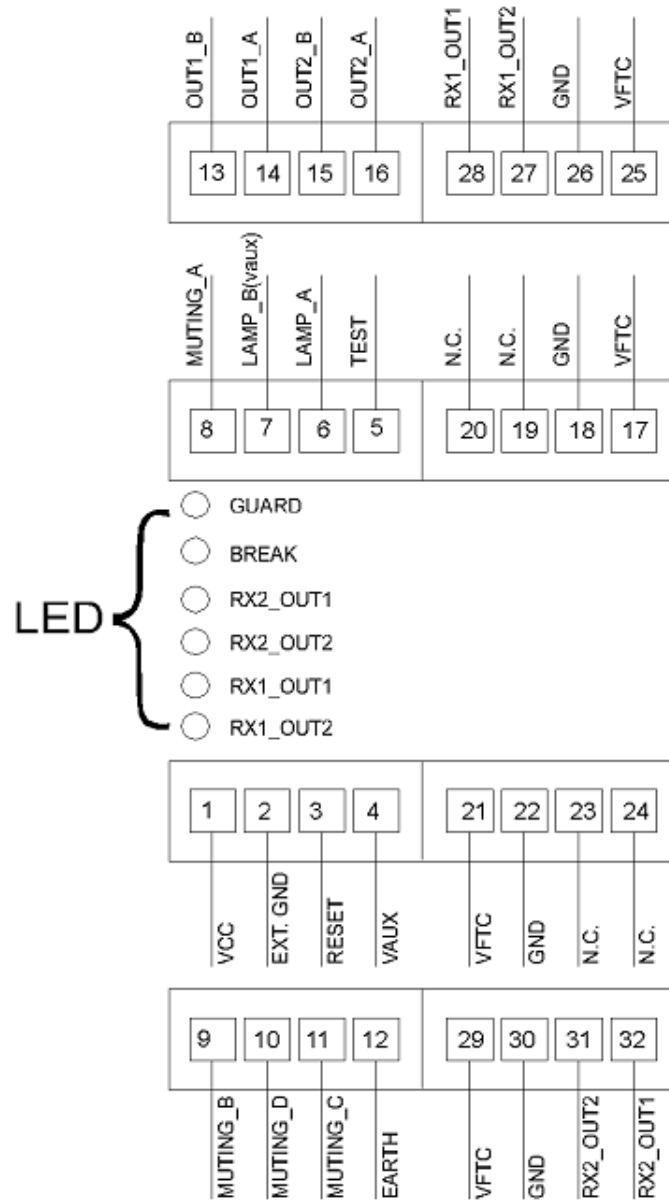 OUT1_B OUT1_A OUT2_B OUT2_A RX1_OUT1 RX1_OUT2 GND VFTC
13 14 15 16 28 27 26 25
MUTING_A LAMP_B(vaux) LAMP_A TEST N.C. N.C. GND VFTC
8 7 6 5 20 19 18 17
LED
GUARD
BREAK
RX2_OUT1
RX2_OUT2
RX1_OUT1
RX1_OUT2
1 2 3 4 21 22 23 24
VCC EXT. GND RESET VAUX VFTC GND N.C. N.C.
9 10 11 12 29 30 31 32
MUTING_B MUTING_D MUTING_C EARTH VFTC GND RX2_OUT2 RX2_OUT1